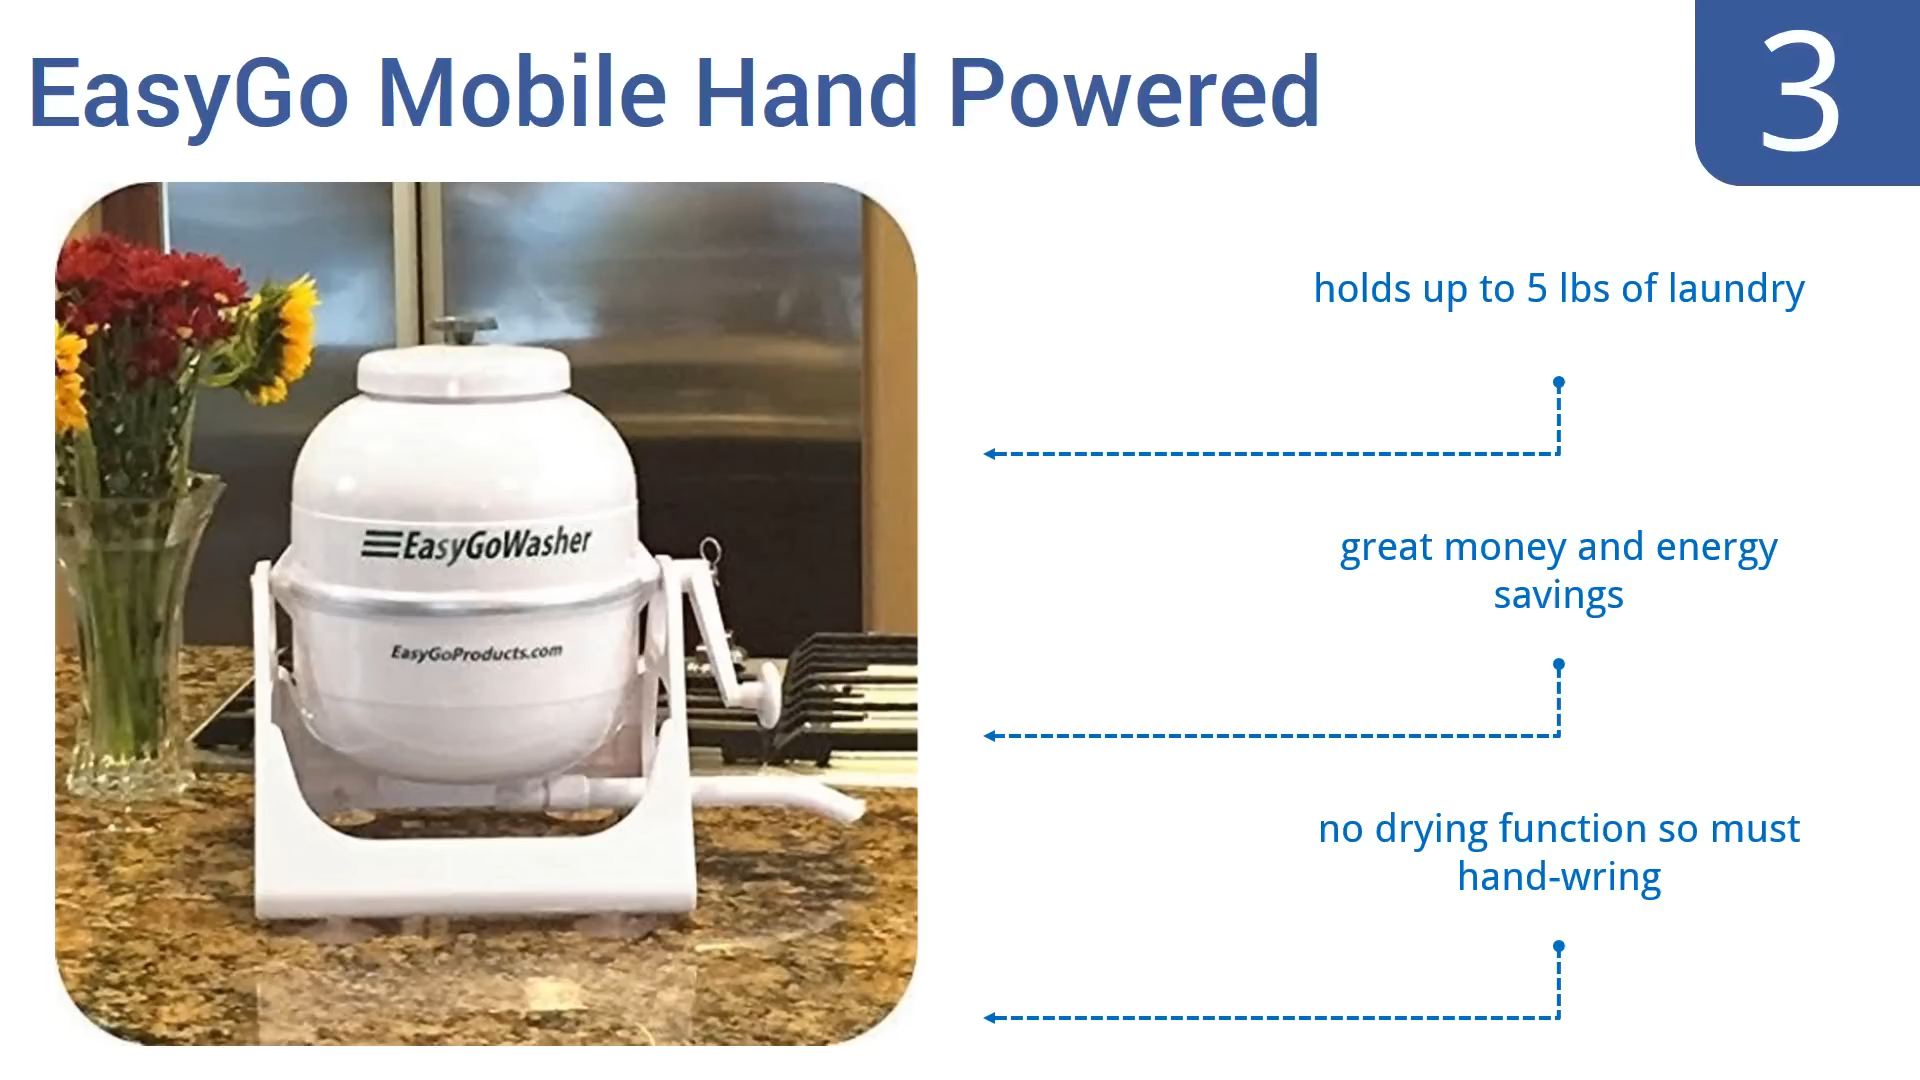 EasyGo Mobile Hand Powered
3
holds up to 5 lbs of laundry
EasyGoWasher
great money and energy
savings
EasyGoProducts.com
no drying function so must
hand-wring